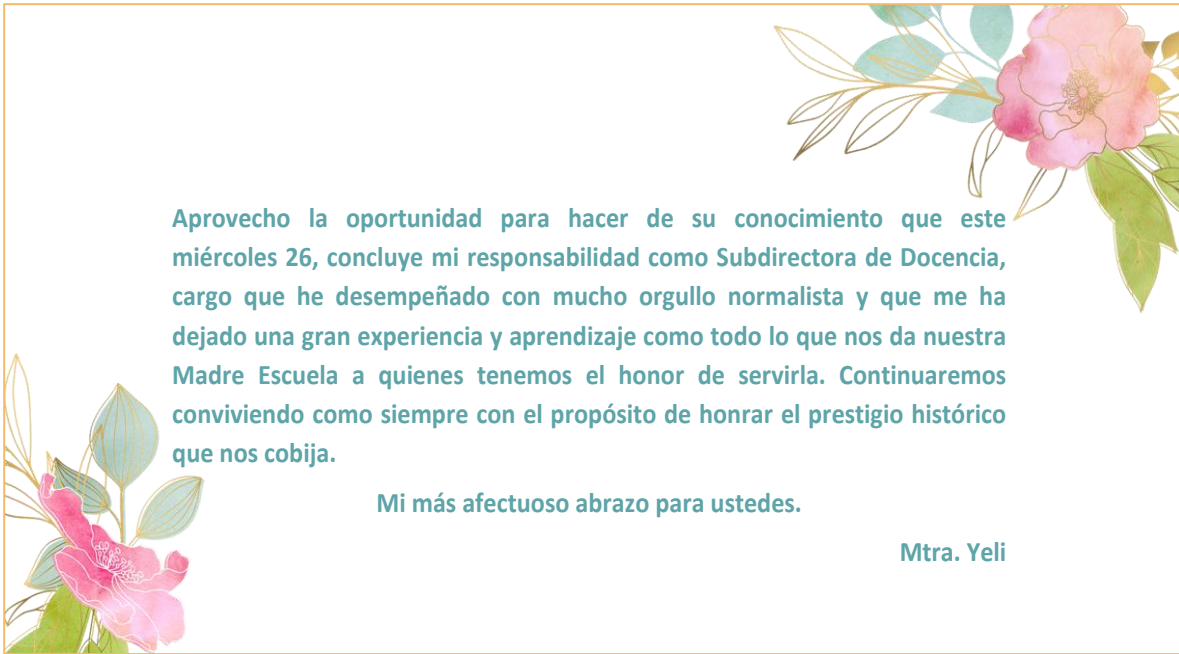 Aprovecho la oportunidad para hacer de su conocimiento que este
miércoles 26, concluye mi responsabilidad como Subdirectora de Docencia,
cargo que he desempeñado con mucho orgullo normalista y que me ha
dejado una gran experiencia y aprendizaje como todo lo que nos da nuestra
Madre Escuela a quienes tenemos el honor de servirla. Continuaremos
conviviendo como siempre con el propósito de honrar el prestigio histórico
que nos cobija.
Mi más afectuoso abrazo para ustedes.
Mtra. Yeli